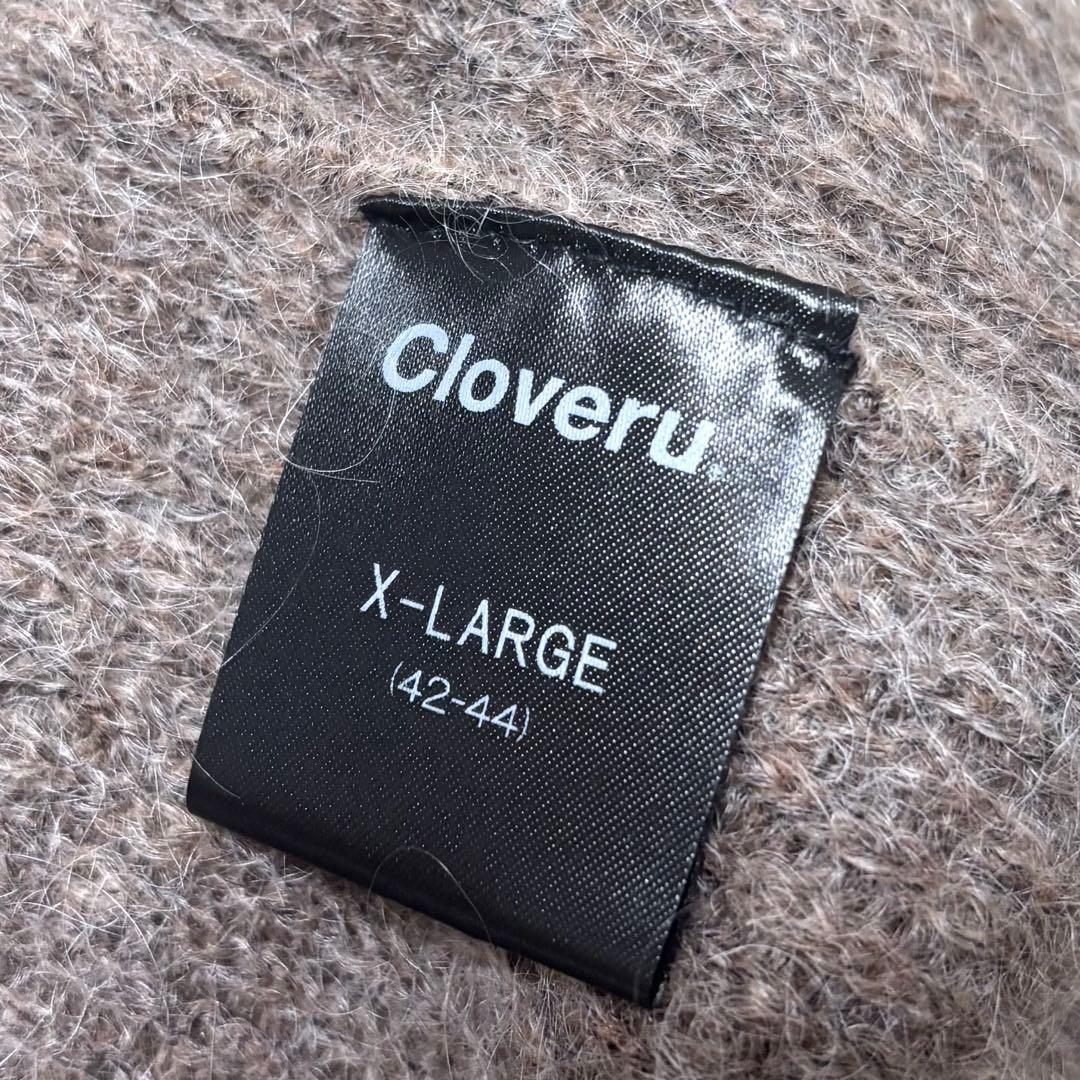 Cloveru.
X-LARGE
(42-44)